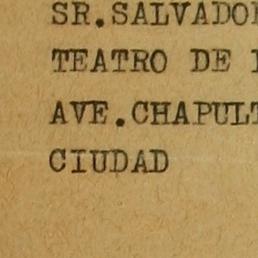 SR.SALVADO
TEATRO DE
AVE.CHAPULT
CIUDAD